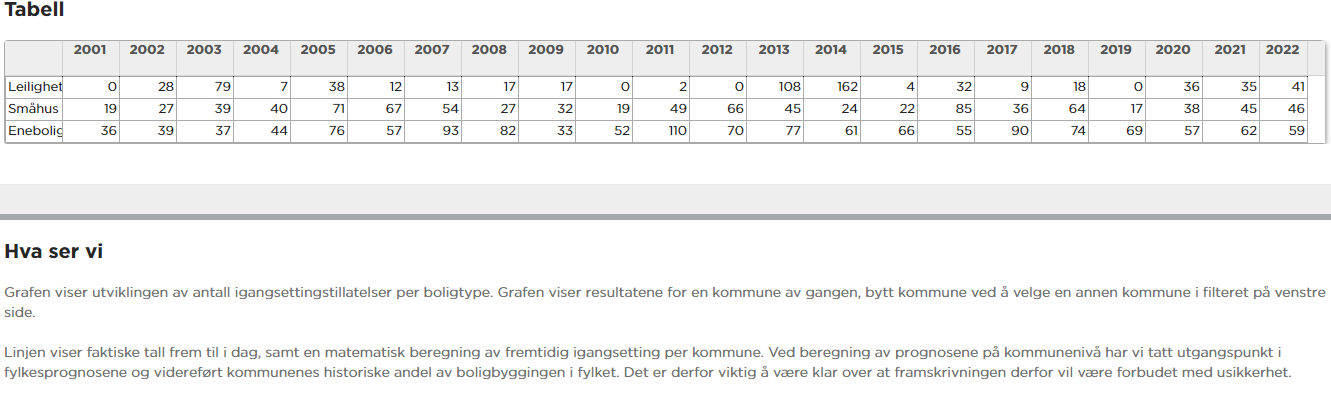 Tabell
2001 2002 2003 2004 2005 2006 2007 2008 2009 2010 2011 2012 2013 2014 2015 2016 2017 2018 2019 2020 2021 2022
Leilighet 0 28 79 7 38 12 13 17 17 0 2 0 108 162 4 32 9 18 0 36 35 41
Småhus 19 27 39 40 71 67 54 27 32 19 49 66 45 24 22 85 36 64 17 38 45 46
Enebolig 36 39 37 44 76 57 93 82 33 52 110 70 77 61 66 55 90 74 69 57 62 59
Hva ser vi
Grafen viser utviklingen av antall igangsettingstillatelser per boligtype. Grafen viser resultatene for en kommune av gangen, bytt kommune ved å velge en annen kommune i filteret på venstre
side.
Linjen viser faktiske tall frem til i dag, samt en matematisk beregning av fremtidig igangsetting per kommune. Ved beregning av prognosene på kommunenivå har vi tatt utgangspunkt i
fylkesprognosene og videreført kommunenes historiske andel av boligbyggingen i fylket. Det er derfor viktig å være klar over at framskrivningen derfor vil være forbudet med usikkerhet.